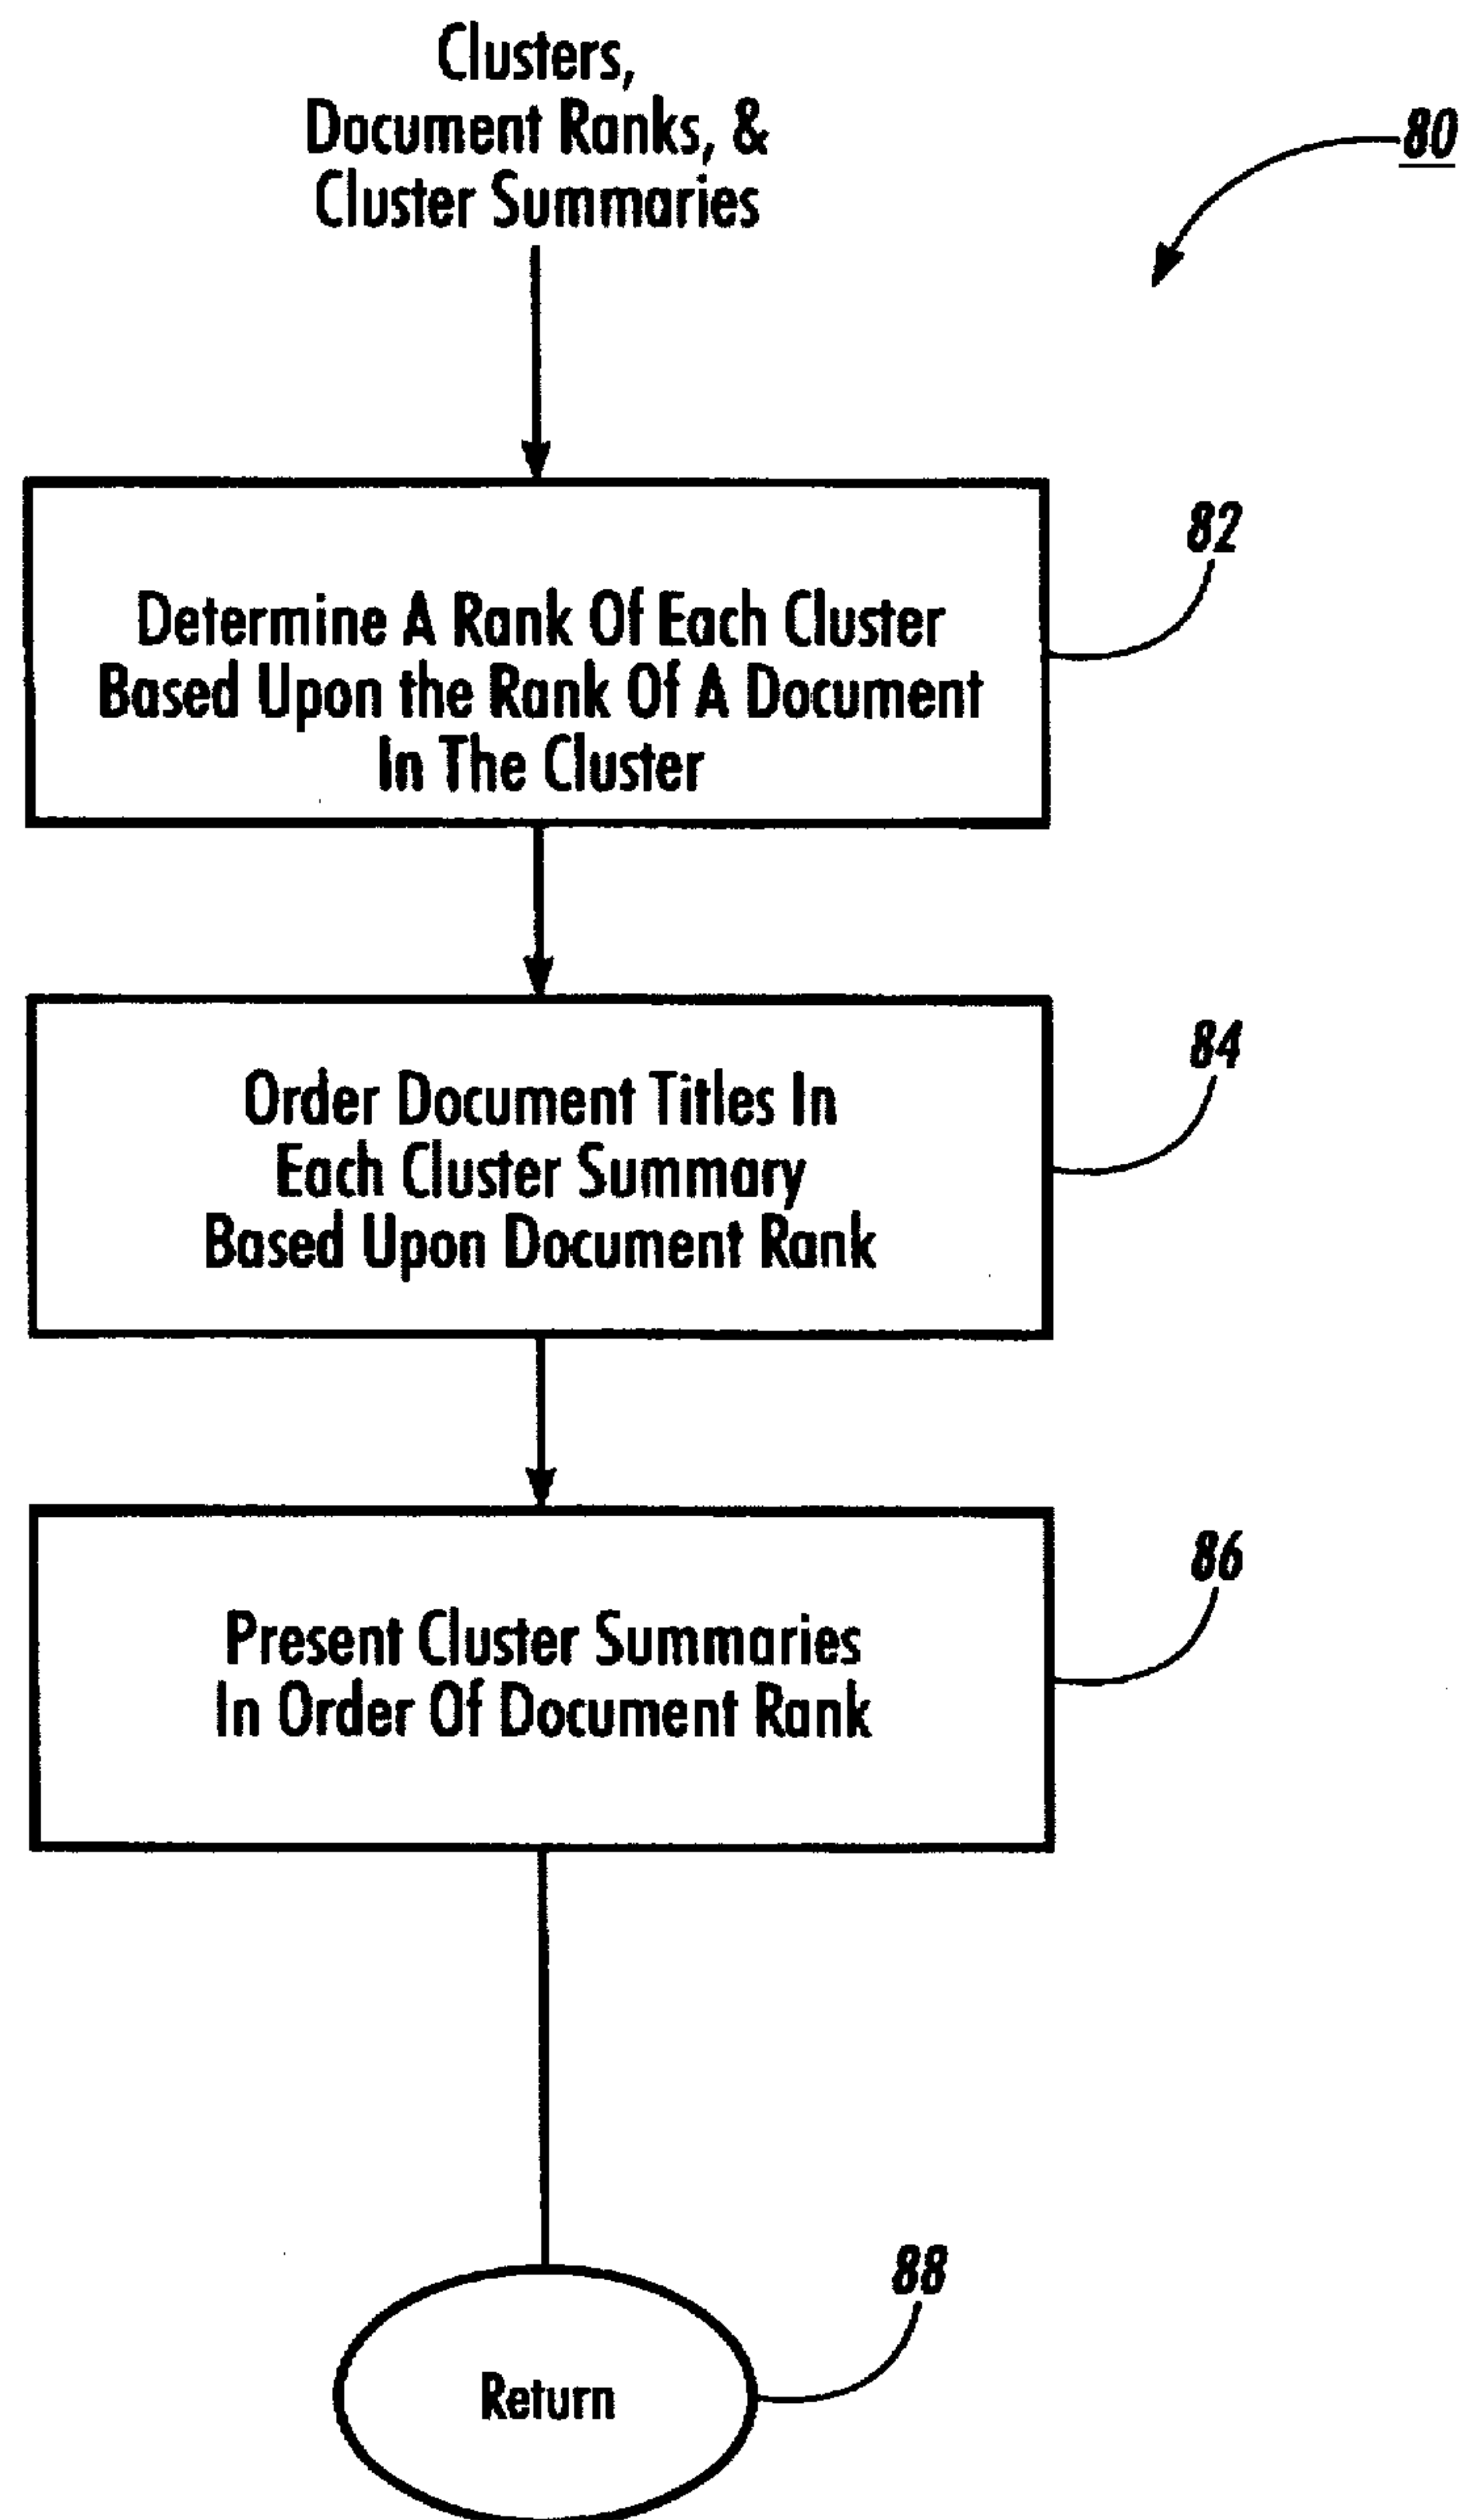 Clusters,
Document Ranks, &
Cluster Summaries
80
82
Determine A Rank Of Each Cluster
Based Upon the Rank Of A Document
In The Cluster
84
Order Document Titles In
Each Cluster Summary
Based Upon Document Rank
86
Present Cluster Summaries
In Order Of Document Rank
88
Return